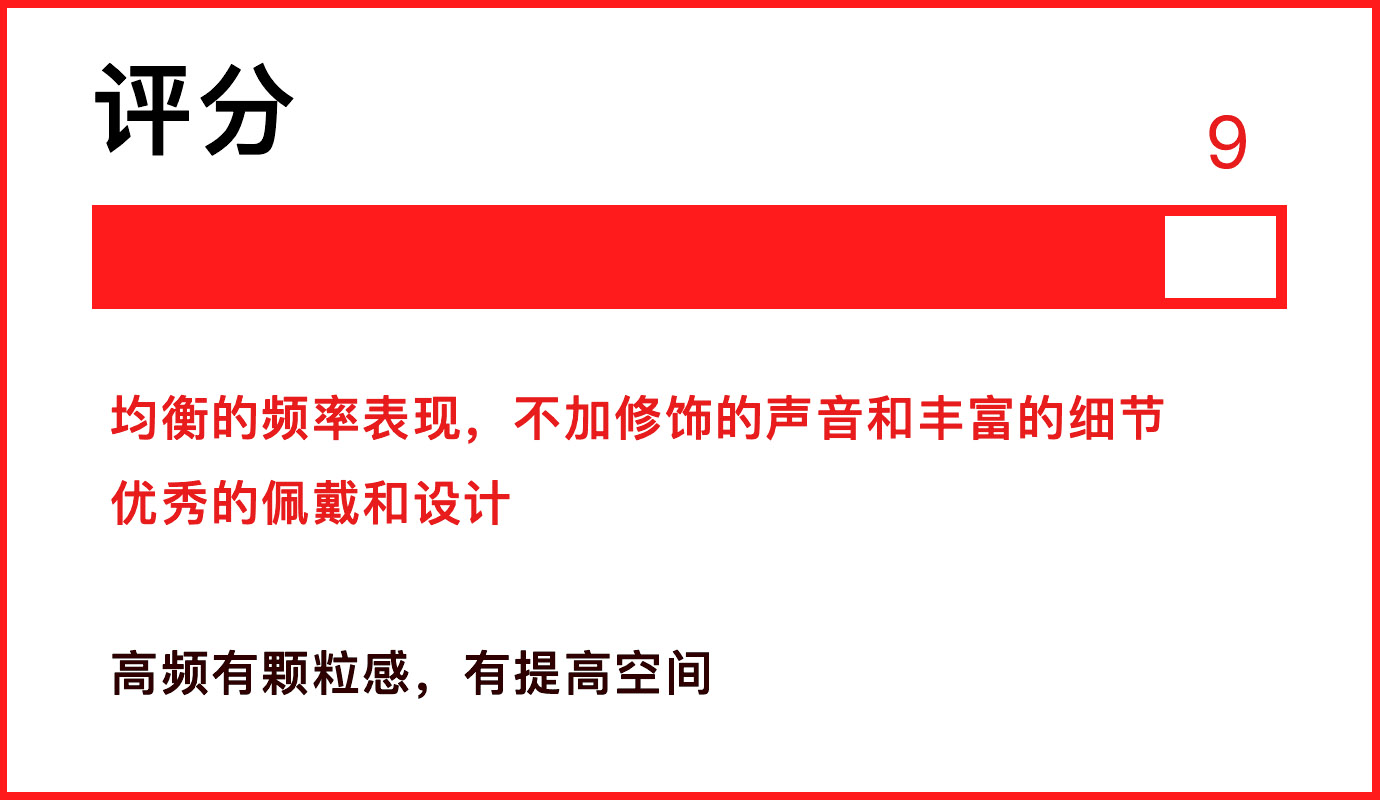 评分
9
均衡的频率表现，不加修饰的声音和丰富的细节
优秀的佩戴和设计
高频有颗粒感，有提高空间